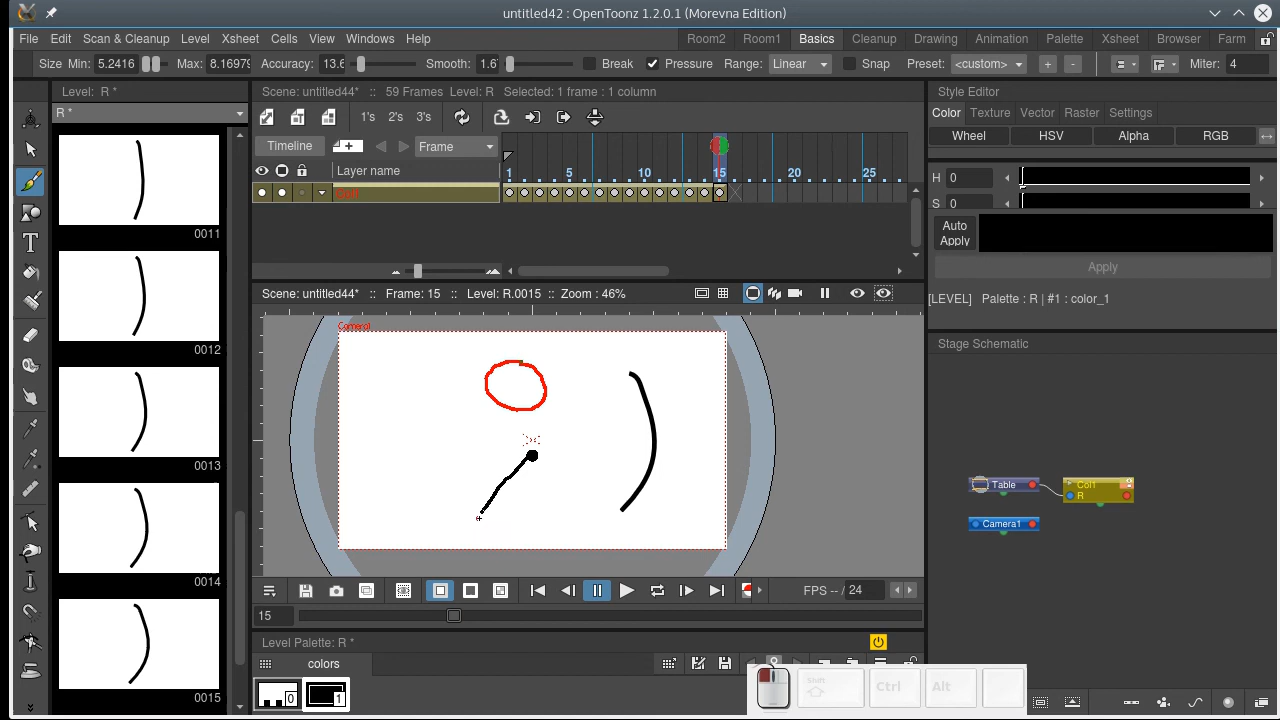 untitled42 : OpenToonz 1.2.0.1 (Morevna Edition)
File Edit Scan & Cleanup Level Xsheet Cells View Windows Help Room2 Room1 Basics Cleanup Drawing Animation Palette Xsheet Browser Farm
Size Min: 5.2416 Max: 8.16979 Accuracy: 13.6 Smooth: 1.6 Break Pressure Range: Linear Snap Preset: <custom> + - Miter: 4
Level: R *
R *
0011
0012
0013
0014
0015
Scene: untitled44* :: 59 Frames Level: R Selected: 1 frame : 1 column
1's 2's 3's
Timeline + Frame
Layer name
1 5 10 15 20 25
Col1
Scene: untitled44* :: Frame: 15 :: Level: R.0015 :: Zoom : 46%
Camera1
FPS -- / 24
15
Level Palette: R *
colors
0 1
Style Editor
Color Texture Vector Raster Settings
Wheel HSV Alpha RGB
H 0
S 0
Auto Apply
Apply
[LEVEL] Palette : R | #1 : color_1
Stage Schematic
Table
Col1
R
Camera1
Shift Ctrl Alt